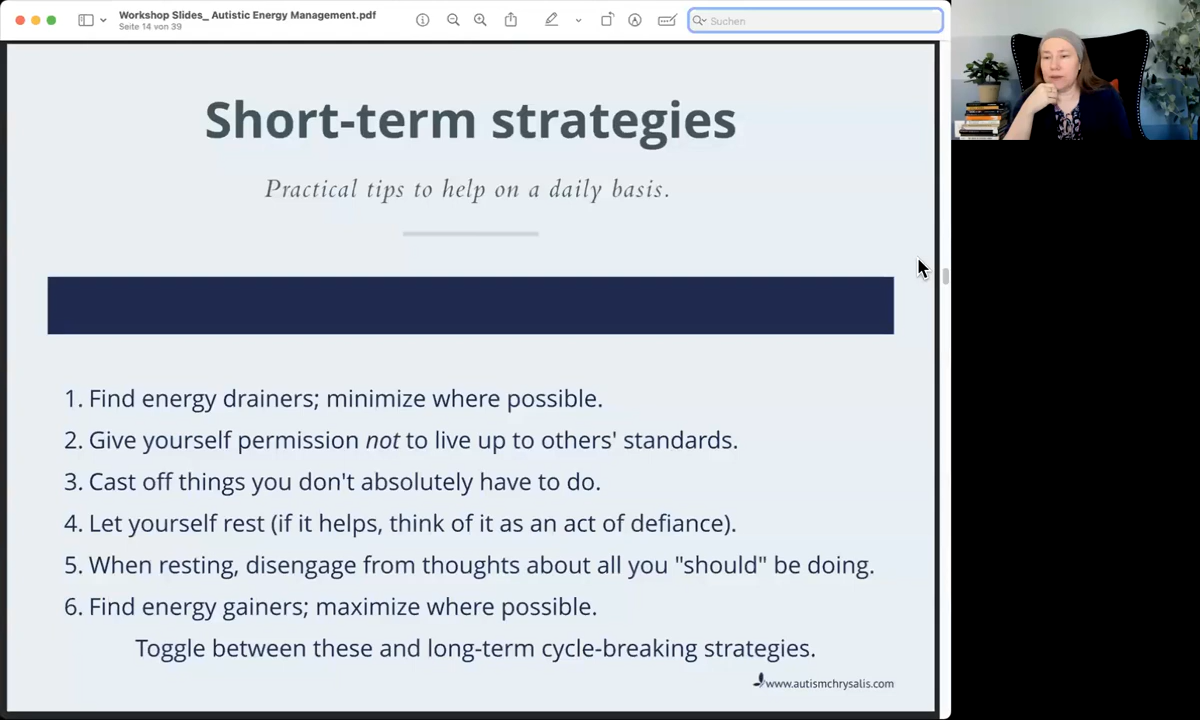 Workshop Slides_ Autistic Energy Management.pdf
Seite 14 von 39
Suchen
Short-term strategies
Practical tips to help on a daily basis.
1. Find energy drainers; minimize where possible.
2. Give yourself permission not to live up to others' standards.
3. Cast off things you don't absolutely have to do.
4. Let yourself rest (if it helps, think of it as an act of defiance).
5. When resting, disengage from thoughts about all you "should" be doing.
6. Find energy gainers; maximize where possible.
Toggle between these and long-term cycle-breaking strategies.
www.autismchrysalis.com